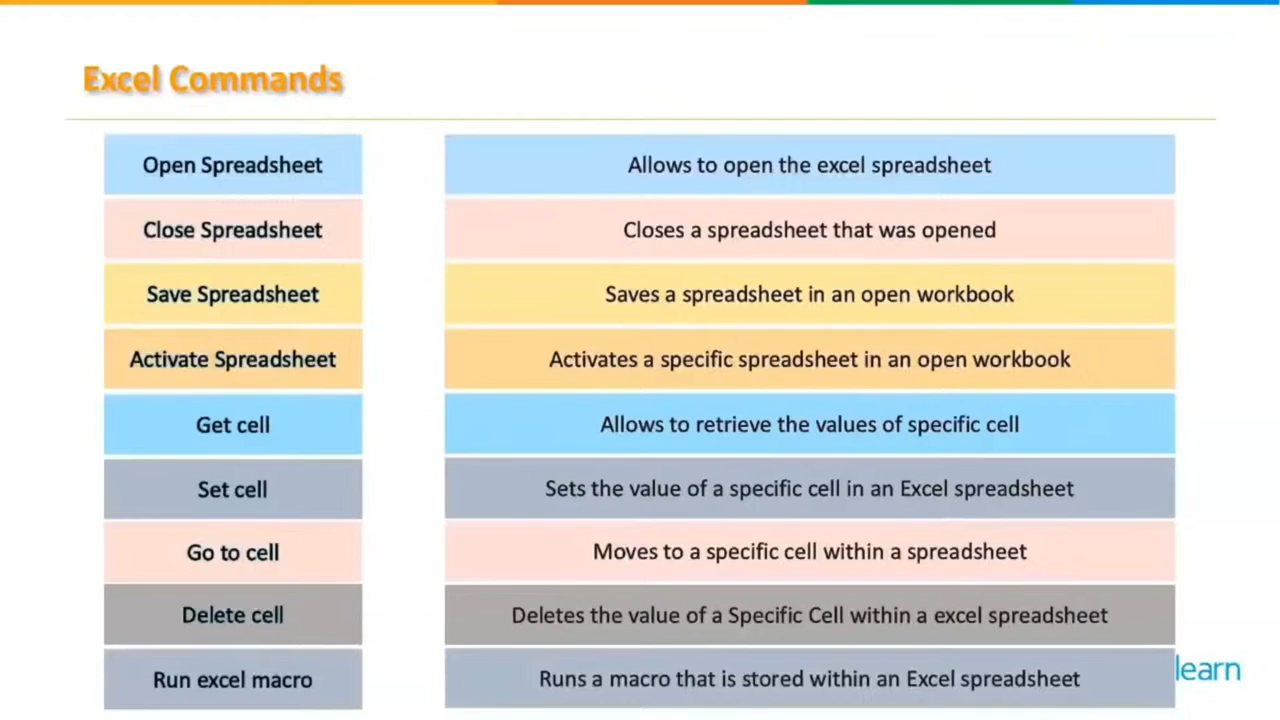 Excel Commands
Open Spreadsheet
Allows to open the excel spreadsheet
Close Spreadsheet
Closes a spreadsheet that was opened
Save Spreadsheet
Saves a spreadsheet in an open workbook
Activate Spreadsheet
Activates a specific spreadsheet in an open workbook
Get cell
Allows to retrieve the values of specific cell
Set cell
Sets the value of a specific cell in an Excel spreadsheet
Go to cell
Moves to a specific cell within a spreadsheet
Delete cell
Deletes the value of a Specific Cell within a excel spreadsheet
Run excel macro
Runs a macro that is stored within an Excel spreadsheet
learn